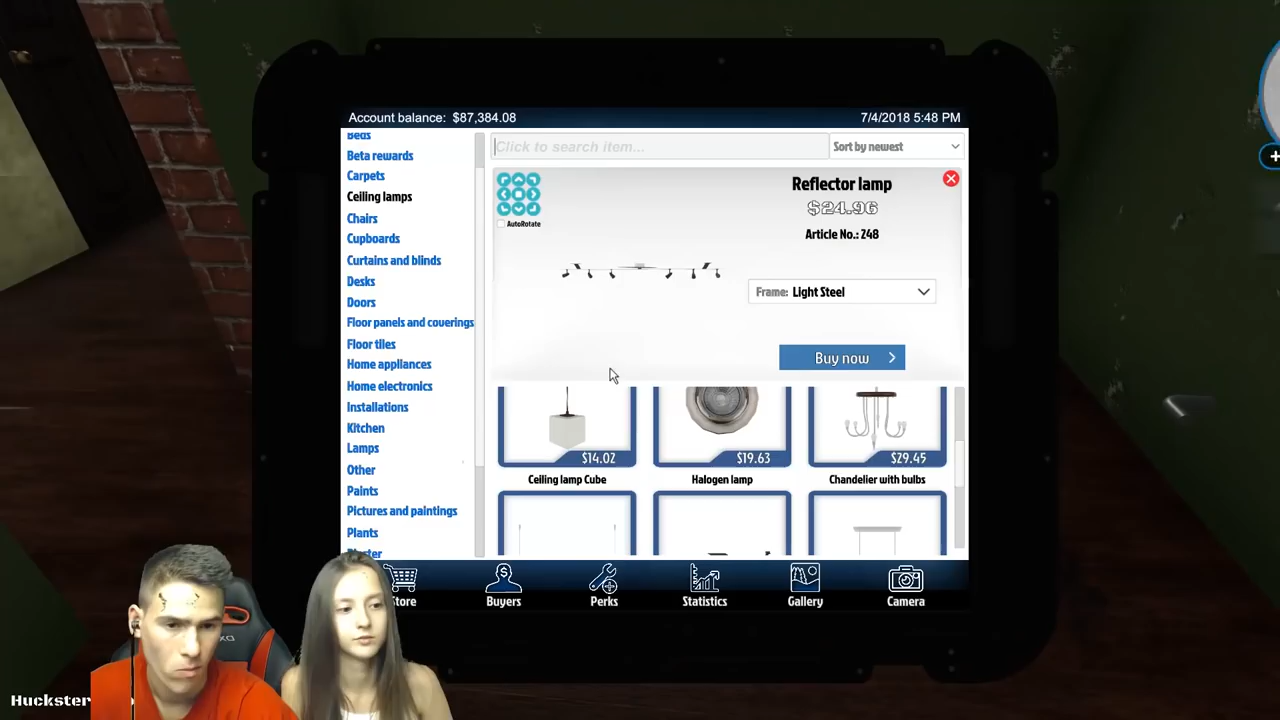 Account balance: $87,384.08
7/4/2018 5:48 PM
Beds
Beta rewards
Carpets
Ceiling lamps
Chairs
Cupboards
Curtains and blinds
Desks
Doors
Floor panels and coverings
Floor tiles
Home appliances
Home electronics
Installations
Kitchen
Lamps
Other
Paints
Pictures and paintings
Plants
Click to search item...
Sort by newest
AutoRotate
Reflector lamp
$24.96
Article No.: 248
Frame: Light Steel
Buy now
$14.02
$19.63
$29.45
Ceiling lamp Cube
Halogen lamp
Chandelier with bulbs
Store
Buyers
Perks
Statistics
Gallery
Camera
Huckster